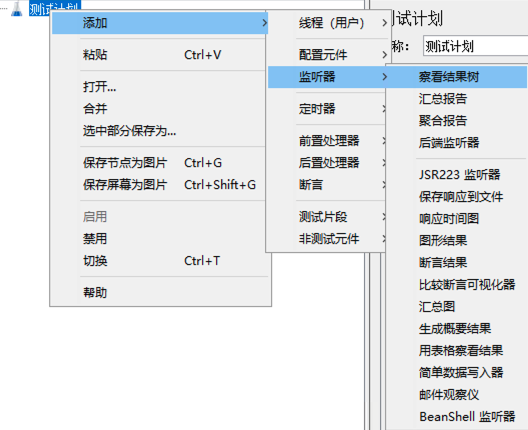 测试计划
添加
粘贴 Ctrl+V
打开...
合并
选中部分保存为...
保存节点为图片 Ctrl+G
保存屏幕为图片 Ctrl+Shift+G
启用
禁用
切换 Ctrl+T
帮助
线程（用户）
配置元件
监听器
定时器
前置处理器
后置处理器
断言
测试片段
非测试元件
测试计划
称： 测试计划
察看结果树
汇总报告
聚合报告
后端监听器
JSR223 监听器
保存响应到文件
响应时间图
图形结果
断言结果
比较断言可视化器
汇总图
生成概要结果
用表格察看结果
简单数据写入器
邮件观察仪
BeanShell 监听器